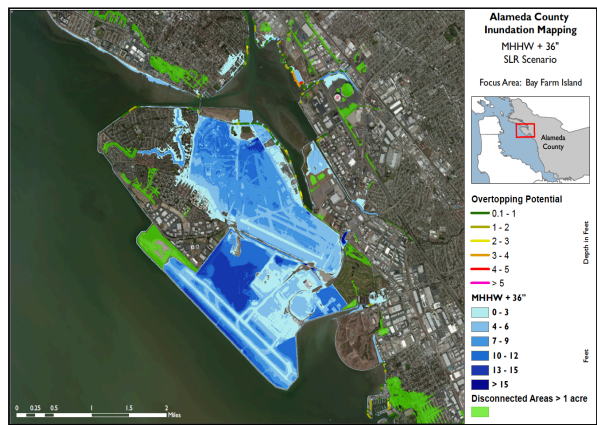 Alameda County
Inundation Mapping
MHHW + 36"
SLR Scenario
Focus Area: Bay Farm Island
Alameda
County
Overtopping Potential
0.1 - 1
1 - 2
2 - 3
3 - 4
4 - 5
> 5
Depth in Feet
MHHW + 36"
0 - 3
4 - 6
7 - 9
10 - 12
13 - 15
> 15
Feet
Disconnected Areas > 1 acre
0 0.25 0.5 1 1.5 2
Miles